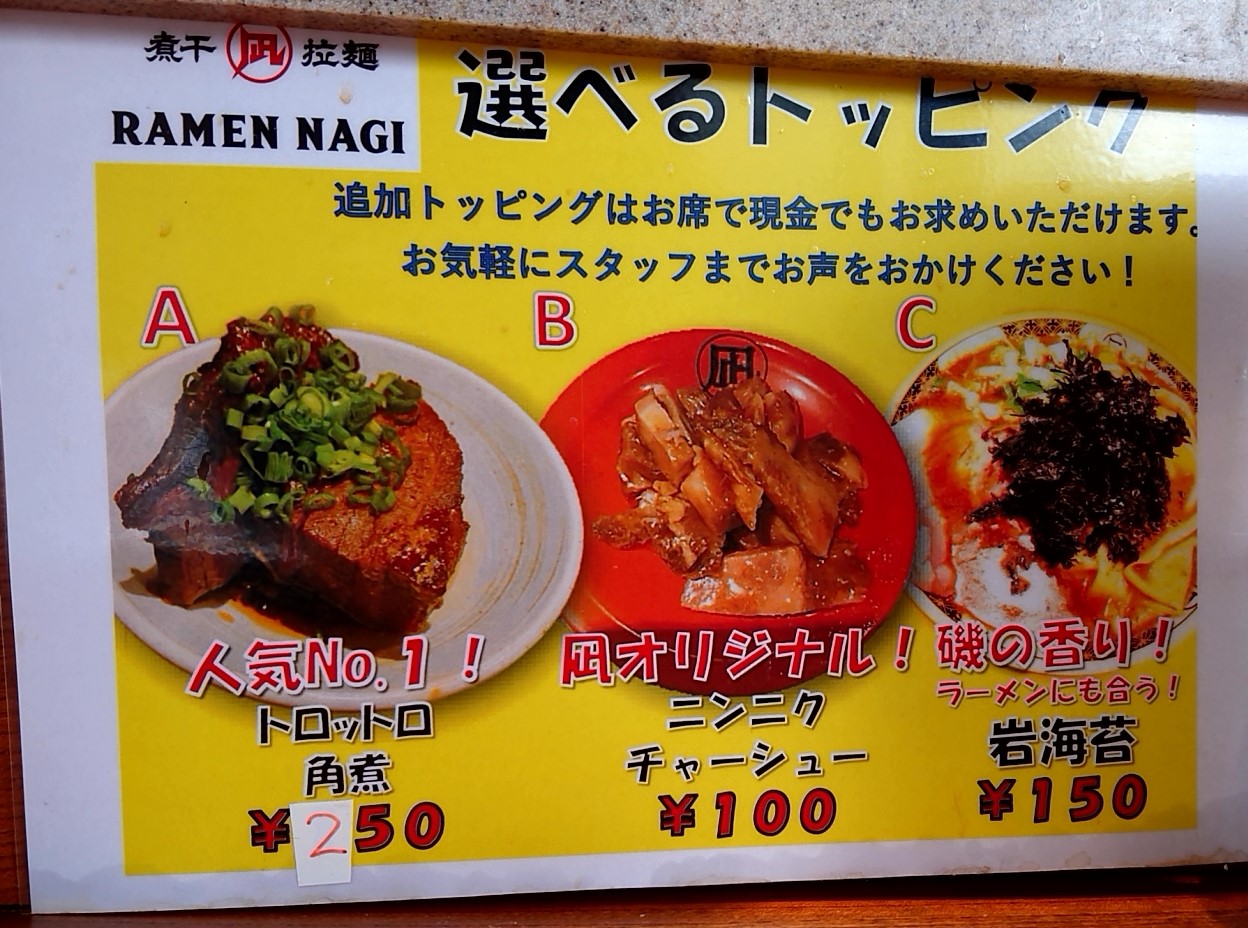 煮干 凪 拉麺
RAMEN NAGI
選べるトッピング
追加トッピングはお席で現金でもお求めいただけます。
お気軽にスタッフまでお声をおかけください！
A
B
C
凪
人気No.1！
トロットロ
角煮
¥250
凪オリジナル！
ニンニク
チャーシュー
¥100
磯の香り！
ラーメンにも合う！
岩海苔
¥150